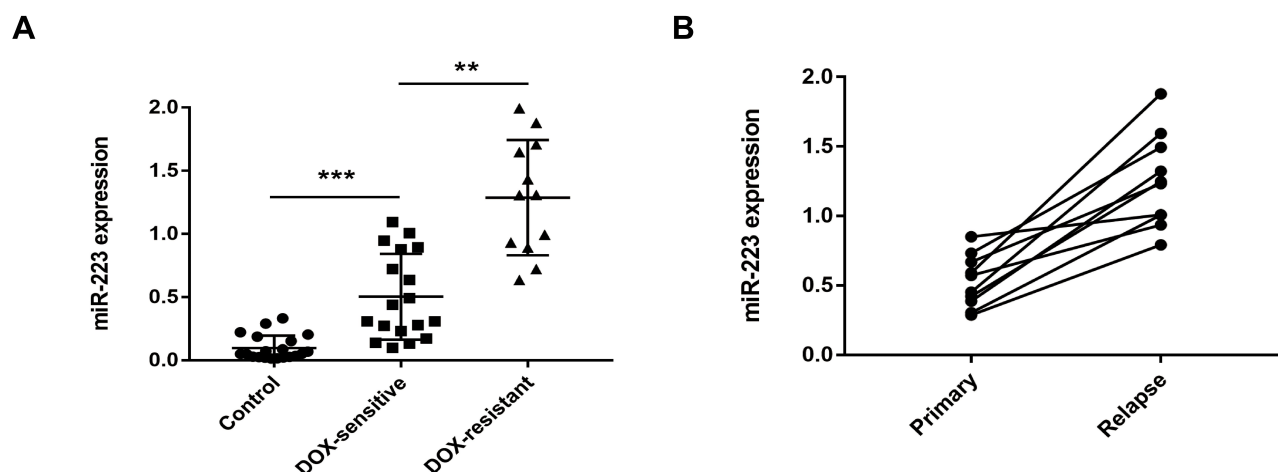 A
miR-223 expression
2.0
1.5
1.0
0.5
0.0
***
**
Control
DOX-sensitive
DOX-resistant
B
miR-223 expression
2.0
1.5
1.0
0.5
0.0
Primary
Relapse